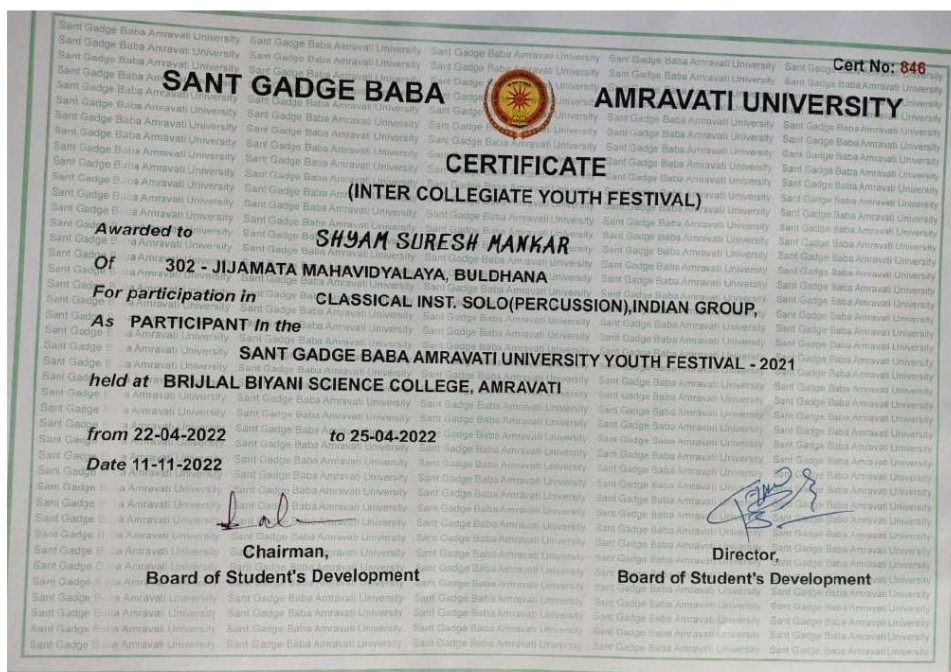 Cert No: 846
SANT GADGE BABA AMRAVATI UNIVERSITY
CERTIFICATE
(INTER COLLEGIATE YOUTH FESTIVAL)
Awarded to SHYAM SURESH MANKAR
Of 302 - JIJAMATA MAHAVIDYALAYA, BULDHANA
For participation in CLASSICAL INST. SOLO(PERCUSSION),INDIAN GROUP,
As PARTICIPANT In the
SANT GADGE BABA AMRAVATI UNIVERSITY YOUTH FESTIVAL - 2021
held at BRIJLAL BIYANI SCIENCE COLLEGE, AMRAVATI
from 22-04-2022 to 25-04-2022
Date 11-11-2022
Chairman,
Board of Student's Development
Director,
Board of Student's Development